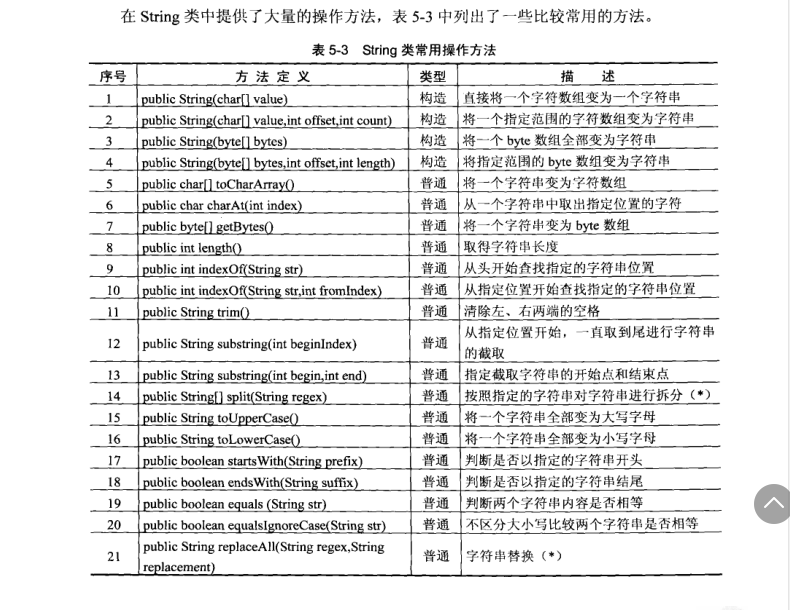 在 String 类中提供了大量的操作方法，表 5-3 中列出了一些比较常用的方法。
表 5-3 String 类常用操作方法
序号 方 法 定 义 类型 描 述
1 public String(char[] value) 构造 直接将一个字符数组变为一个字符串
2 public String(char[] value,int offset,int count) 构造 将一个指定范围的字符数组变为字符串
3 public String(byte[] bytes) 构造 将一个 byte 数组全部变为字符串
4 public String(byte[] bytes,int offset,int length) 构造 将指定范围的 byte 数组变为字符串
5 public char[] toCharArray() 普通 将一个字符串变为字符数组
6 public char charAt(int index) 普通 从一个字符串中取出指定位置的字符
7 public byte[] getBytes() 普通 将一个字符串变为 byte 数组
8 public int length() 普通 取得字符串长度
9 public int indexOf(String str) 普通 从头开始查找指定的字符串位置
10 public int indexOf(String str,int fromIndex) 普通 从指定位置开始查找指定的字符串位置
11 public String trim() 普通 清除左、右两端的空格
12 public String substring(int beginIndex) 普通 从指定位置开始，一直取到尾进行字符串
的截取
13 public String substring(int begin,int end) 普通 指定截取字符串的开始点和结束点
14 public String[] split(String regex) 普通 按照指定的字符串对字符串进行拆分（*）
15 public String toUpperCase() 普通 将一个字符串全部变为大写字母
16 public String toLowerCase() 普通 将一个字符串全部变为小写字母
17 public boolean startsWith(String prefix) 普通 判断是否以指定的字符串开头
18 public boolean endsWith(String suffix) 普通 判断是否以指定的字符串结尾
19 public boolean equals (String str) 普通 判断两个字符串内容是否相等
20 public boolean equalsIgnoreCase(String str) 普通 不区分大小写比较两个字符串是否相等
21 public String replaceAll(String regex,String
replacement) 普通 字符串替换（*）